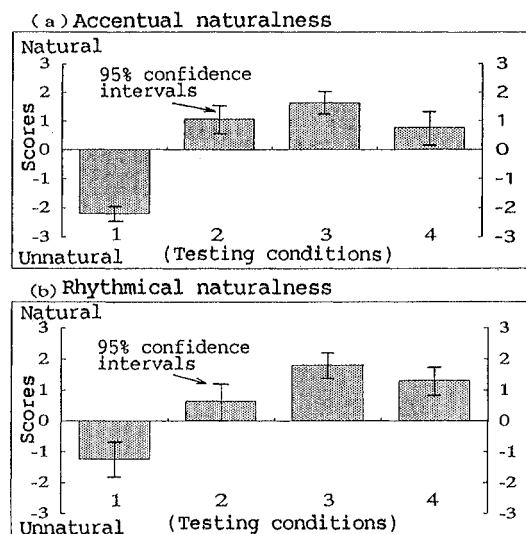 (a) Accentual naturalness
Natural
95% confidence
intervals
Scores
3 3
2 2
1 1
0 0
-1 -1
-2 -2
-3 -3
1 2 3 4
Unnatural (Testing conditions)
(b) Rhythmical naturalness
Natural
95% confidence
intervals
Scores
3 3
2 2
1 1
0 0
-1 -1
-2 -2
-3 -3
1 2 3 4
Unnatural (Testing conditions)